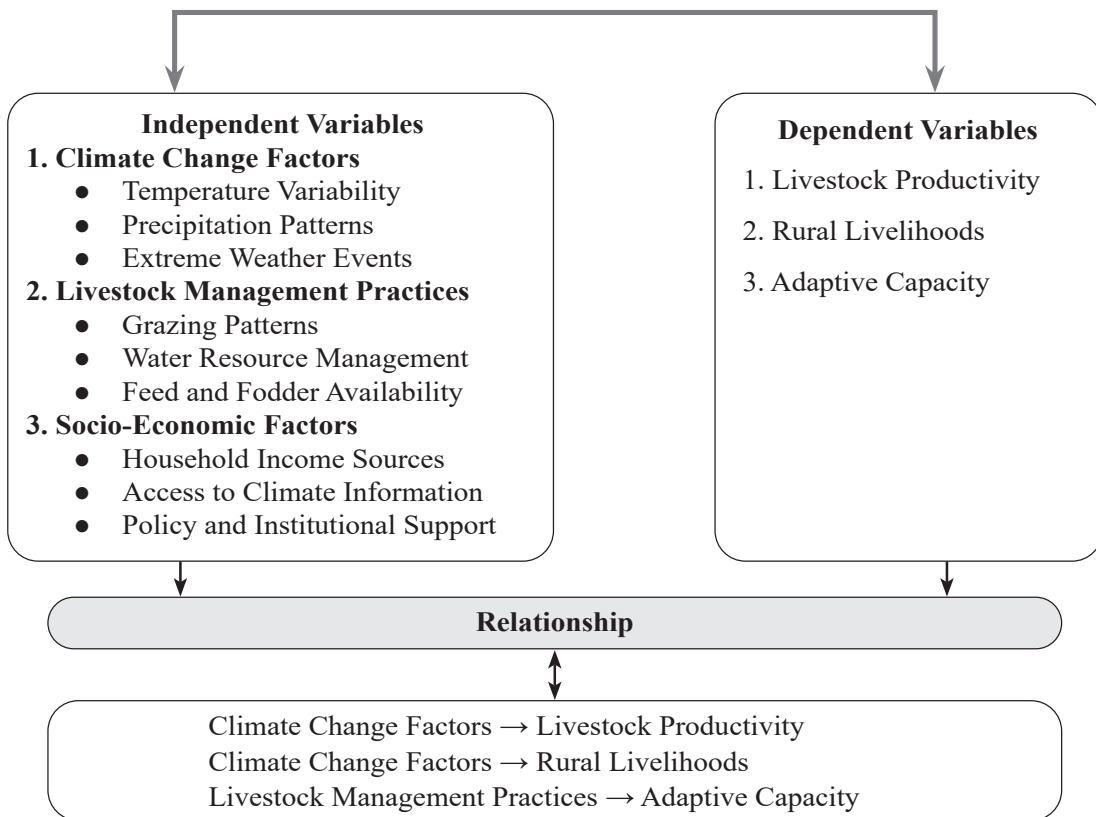 Independent Variables
1. Climate Change Factors
● Temperature Variability
● Precipitation Patterns
● Extreme Weather Events
2. Livestock Management Practices
● Grazing Patterns
● Water Resource Management
● Feed and Fodder Availability
3. Socio-Economic Factors
● Household Income Sources
● Access to Climate Information
● Policy and Institutional Support
Dependent Variables
1. Livestock Productivity
2. Rural Livelihoods
3. Adaptive Capacity
Relationship
Climate Change Factors → Livestock Productivity
Climate Change Factors → Rural Livelihoods
Livestock Management Practices → Adaptive Capacity